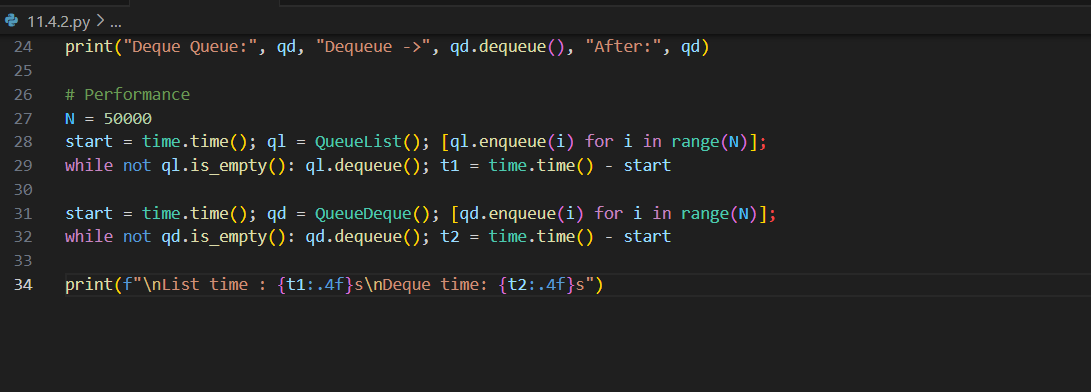 11.4.2.py > ...
24 print("Deque Queue:", qd, "Dequeue ->", qd.dequeue(), "After:", qd)
25
26 # Performance
27 N = 50000
28 start = time.time(); ql = QueueList(); [ql.enqueue(i) for i in range(N)];
29 while not ql.is_empty(): ql.dequeue(); t1 = time.time() - start
30
31 start = time.time(); qd = QueueDeque(); [qd.enqueue(i) for i in range(N)];
32 while not qd.is_empty(): qd.dequeue(); t2 = time.time() - start
33
34 print(f"\nList time : {t1:.4f}s\nDeque time: {t2:.4f}s")